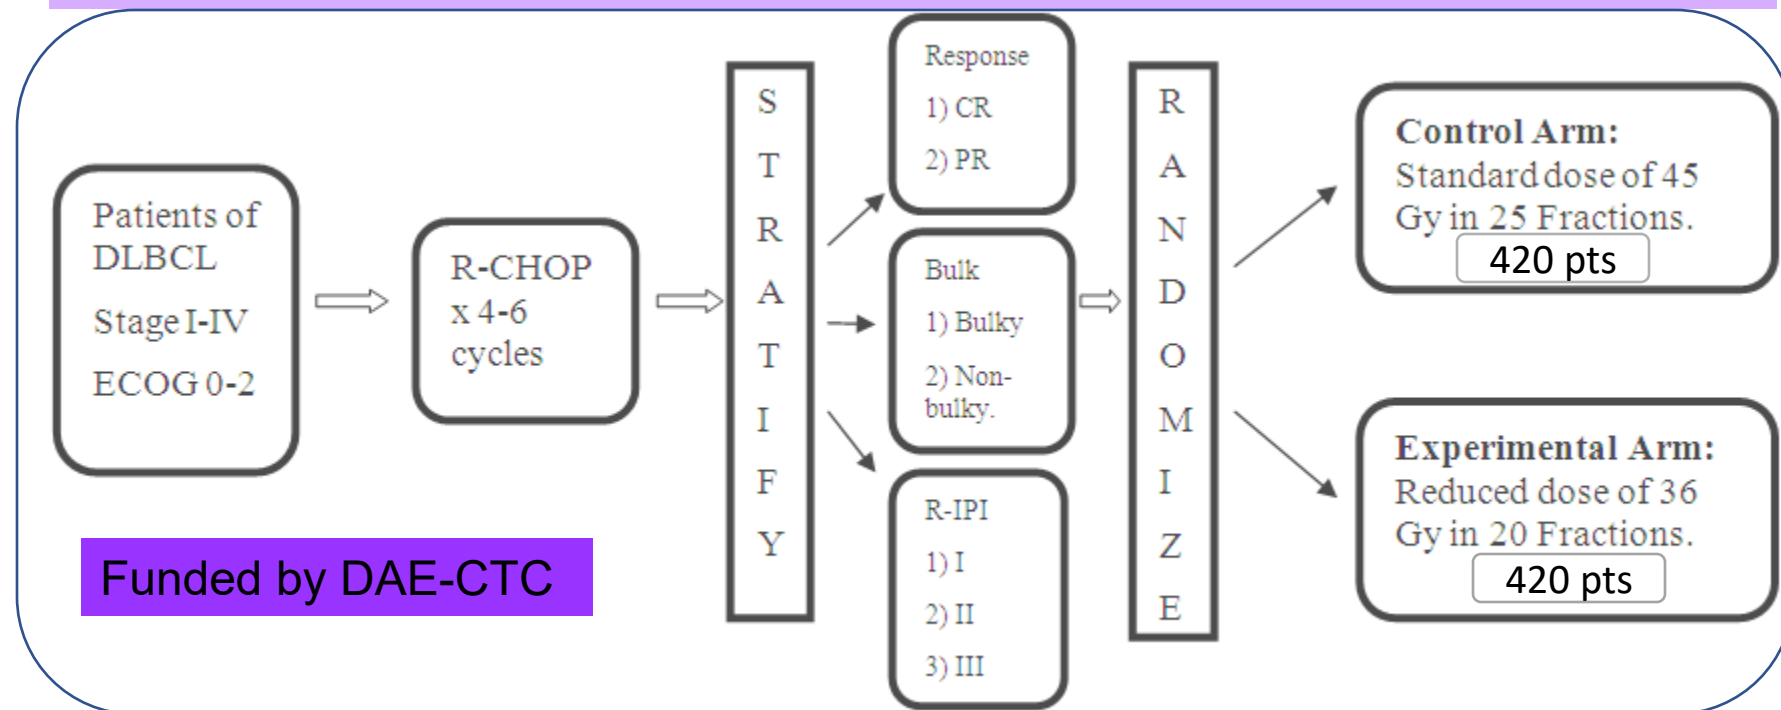 Patients of
DLBCL
Stage I-IV
ECOG 0-2
R-CHOP
x 4-6
cycles
S
T
R
A
T
I
F
Y
Response
1) CR
2) PR
Bulk
1) Bulky
2) Non-
bulky.
R-IPI
1) I
2) II
3) III
R
A
N
D
O
M
I
Z
E
Control Arm:
Standard dose of 45
Gy in 25 Fractions.
420 pts
Experimental Arm:
Reduced dose of 36
Gy in 20 Fractions.
420 pts
Funded by DAE-CTC